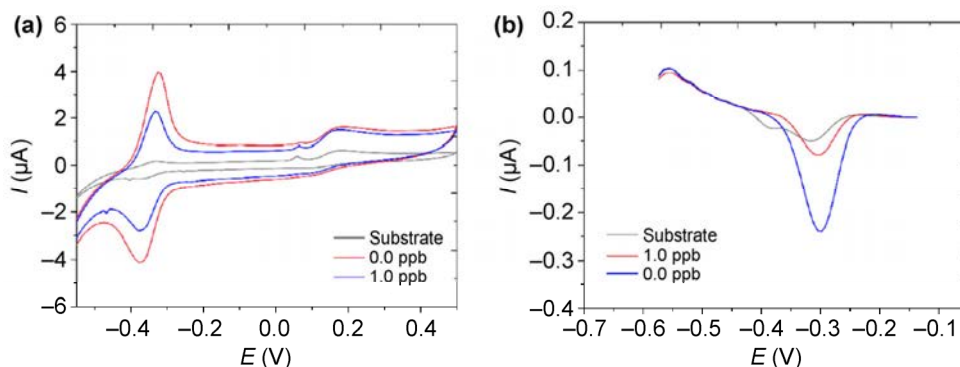 (a)
6
4
2
0
–2
–4
–6
I (μA)
Substrate
0.0 ppb
1.0 ppb
–0.4 –0.2 0.0 0.2 0.4
E (V)
(b)
0.2
0.1
0.0
–0.1
–0.2
–0.3
–0.4
I (μA)
Substrate
1.0 ppb
0.0 ppb
–0.7 –0.6 –0.5 –0.4 –0.3 –0.2 –0.1
E (V)